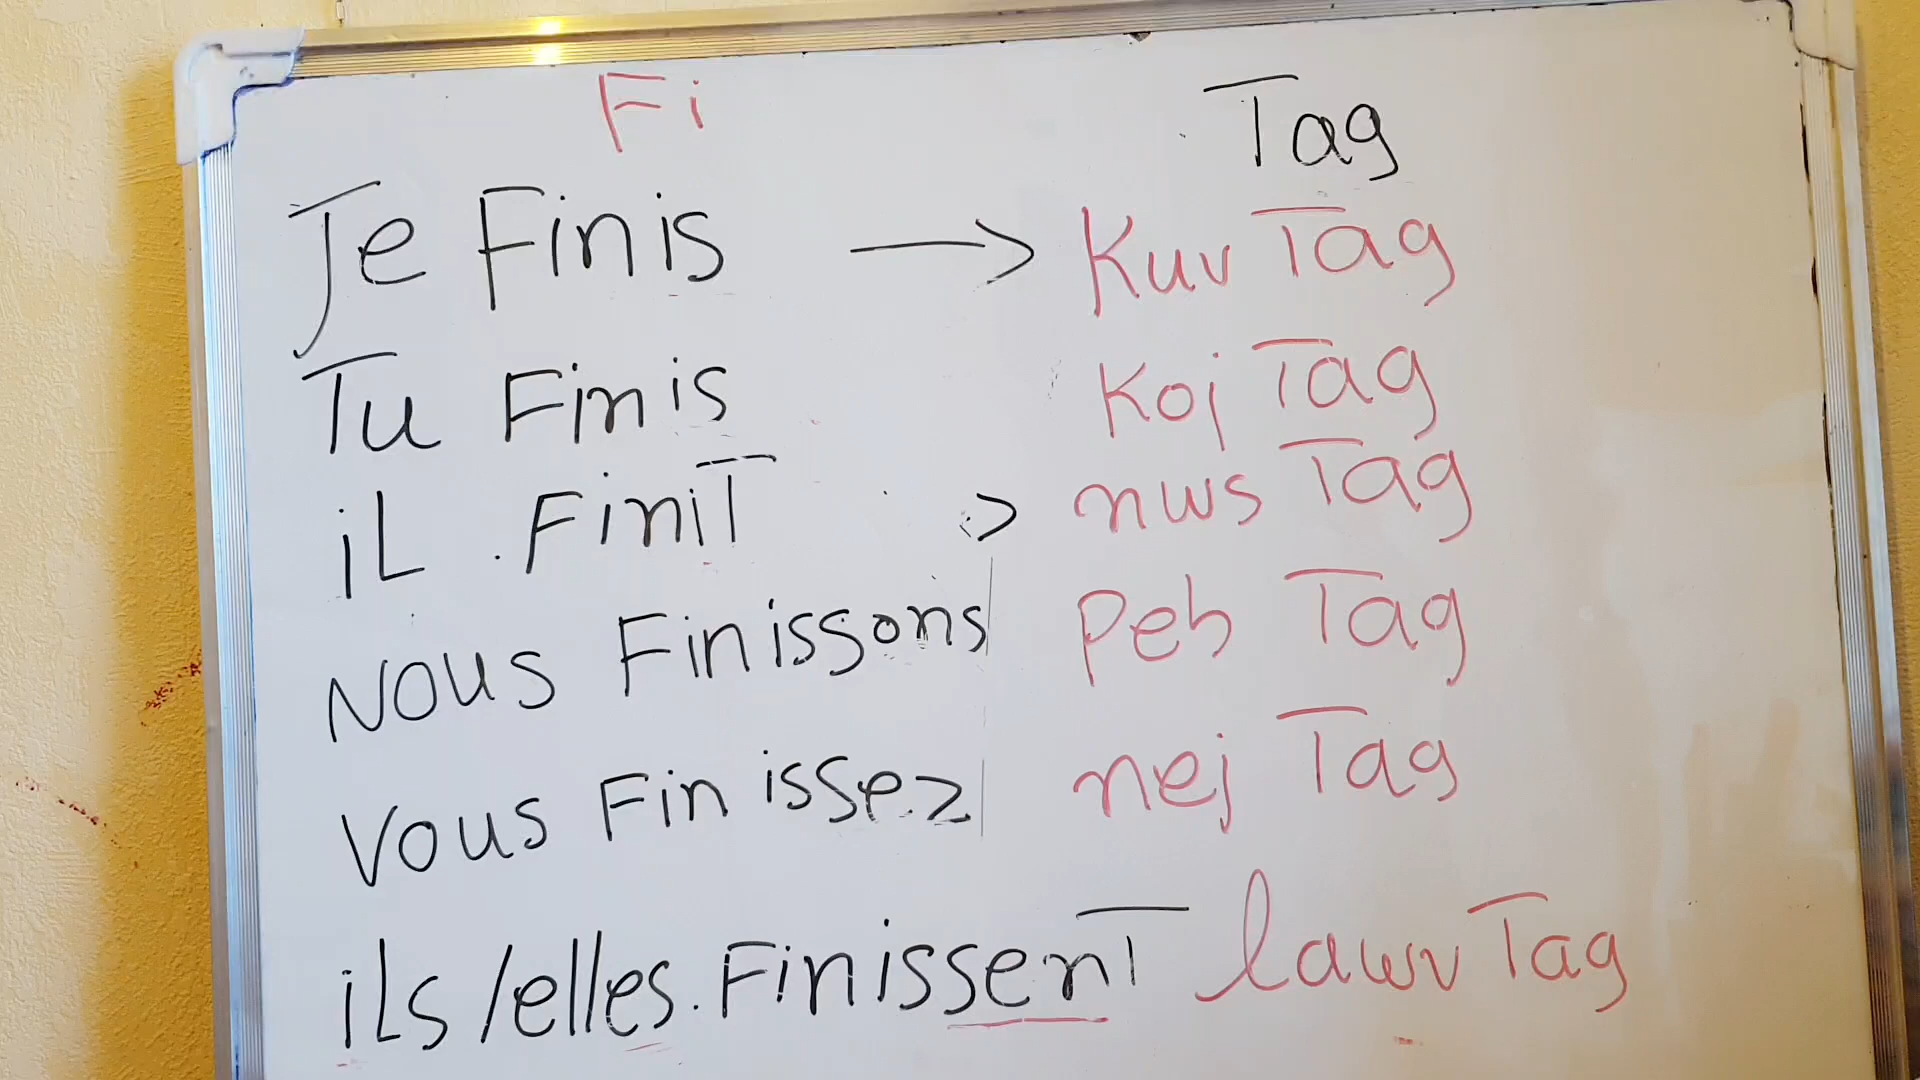 Fi Tag
Je Finis → Kuv Tag
Tu Finis Koj Tag
iL . FiniT > nws Tag
Nous Finissons peb Tag
Vous Finissez nej Tag
iLs /elles. FinissenT lawv Tag